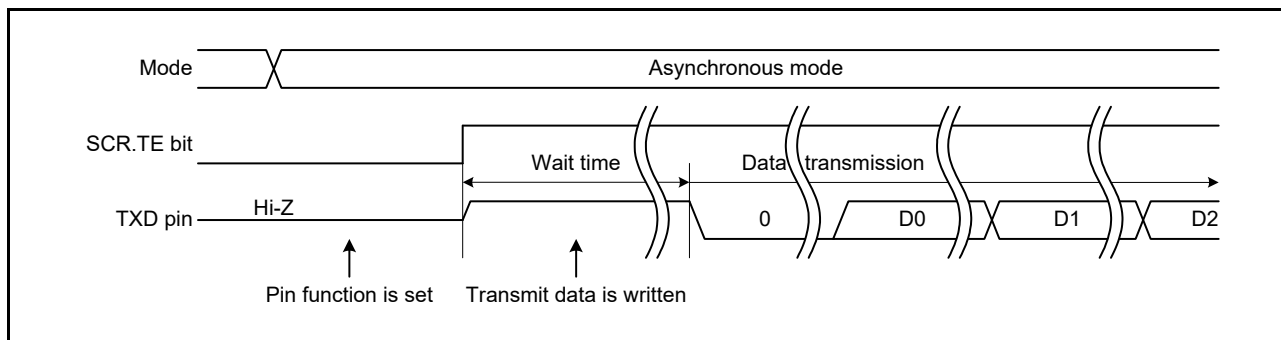 Mode Asynchronous mode
SCR.TE bit
Wait time Data transmission
Hi-Z
TXD pin 0 D0 D1 D2
Pin function is set Transmit data is written